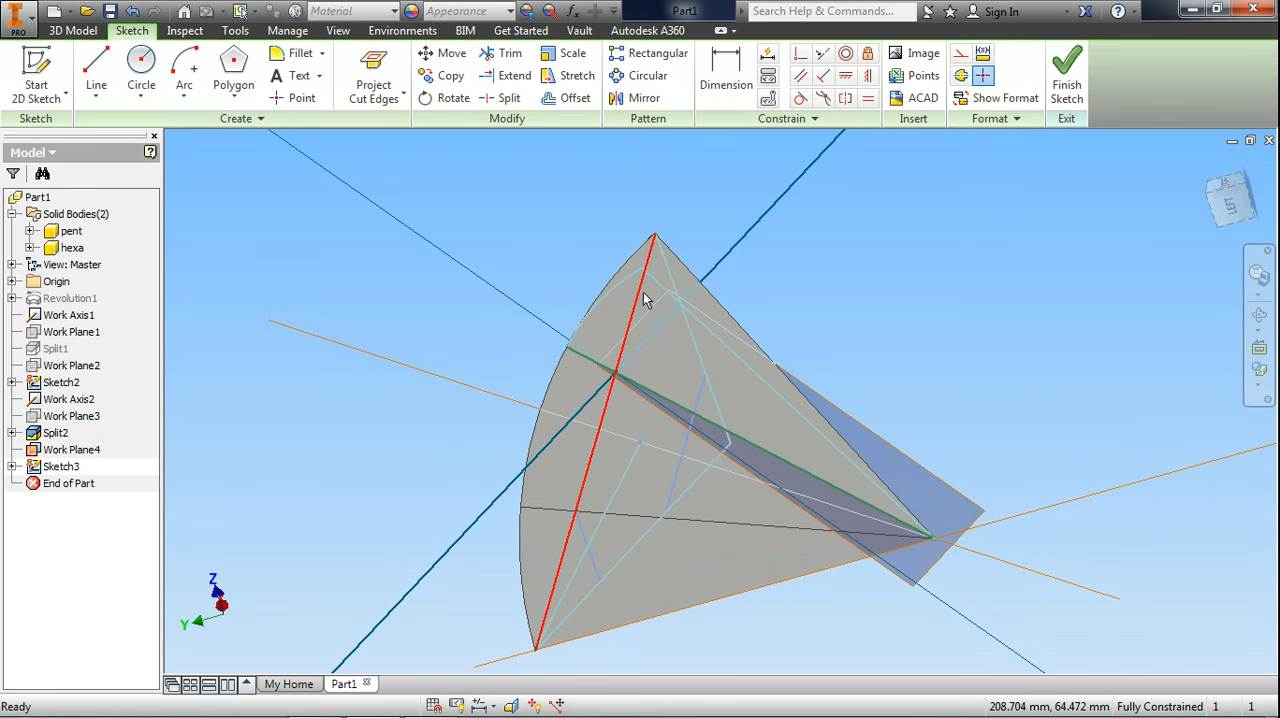 PRO
Material
Appearance
Part1
Search Help & Commands...
Sign In
3D Model
Sketch
Inspect
Tools
Manage
View
Environments
BIM
Get Started
Vault
Autodesk A360
Start
2D Sketch
Line
Circle
Arc
Polygon
Fillet
Text
Point
Project
Cut Edges
Move
Copy
Rotate
Trim
Extend
Split
Scale
Stretch
Offset
Rectangular
Circular
Mirror
Dimension
Image
Points
ACAD
Show Format
Finish
Sketch
Sketch
Create
Modify
Pattern
Constrain
Insert
Format
Exit
Model
Part1
Solid Bodies(2)
pent
hexa
View: Master
Origin
Revolution1
Work Axis1
Work Plane1
Split1
Work Plane2
Sketch2
Work Axis2
Work Plane3
Split2
Work Plane4
Sketch3
End of Part
LEFT
Z
Y
My Home
Part1
Ready
208.704 mm, 64.472 mm
Fully Constrained
1
1